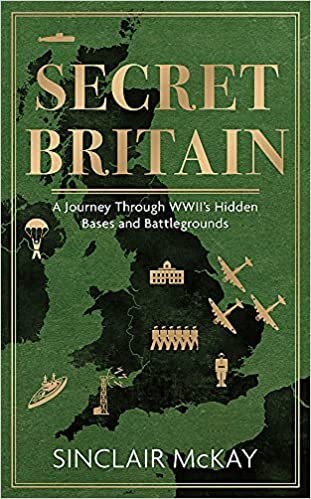 SECRET
BRITAIN
A Journey Through WWII's Hidden
Bases and Battlegrounds
SINCLAIR McKAY